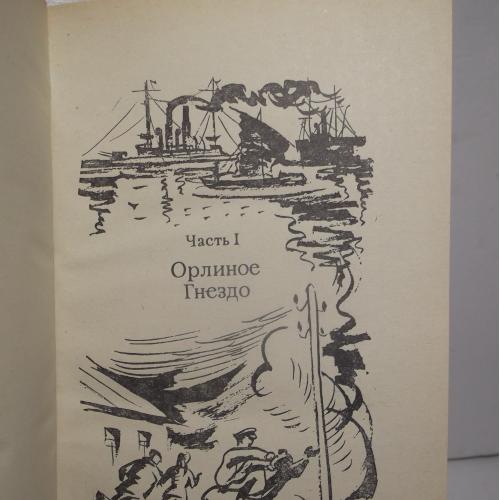 Часть I
Орлиное
Гнездо